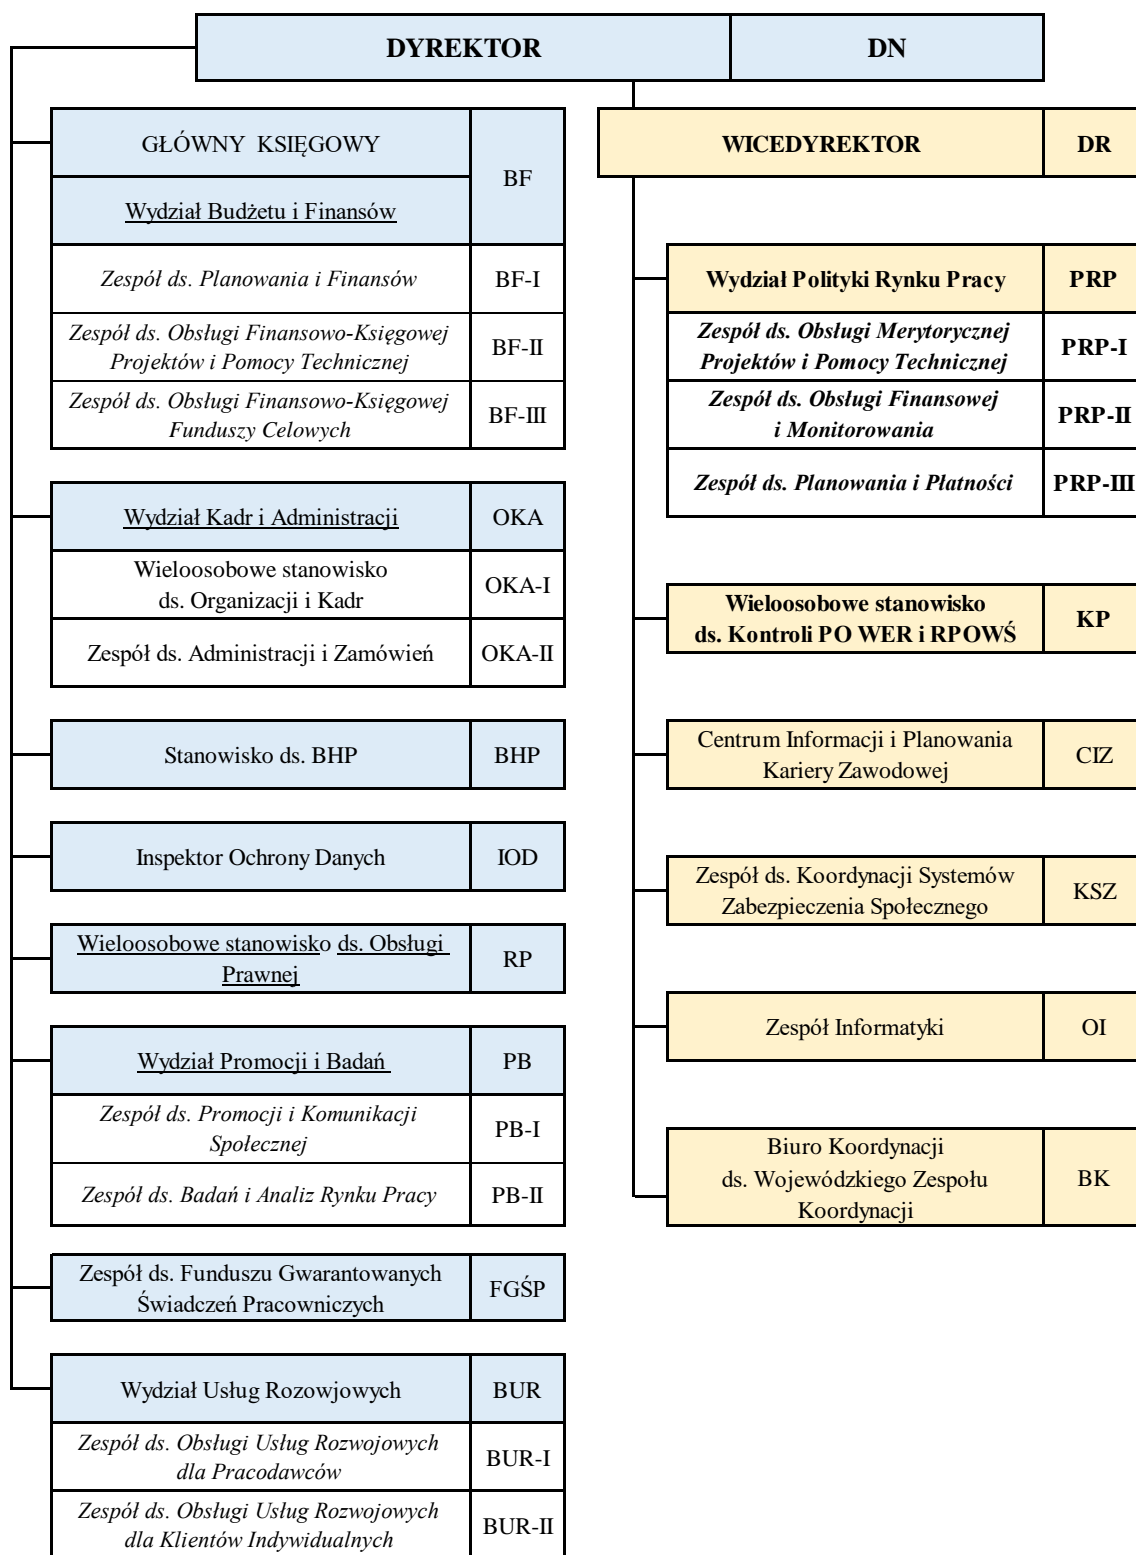 DYREKTOR DN
GŁÓWNY KSIĘGOWY
BF
Wydział Budżetu i Finansów
Zespół ds. Planowania i Finansów BF-I
Zespół ds. Obsługi Finansowo-Księgowej
Projektów i Pomocy Technicznej
BF-II
Zespół ds. Obsługi Finansowo-Księgowej
Funduszy Celowych
BF-III
Wydział Kadr i Administracji OKA
Wieloosobowe stanowisko
ds. Organizacji i Kadr
OKA-I
Zespół ds. Administracji i Zamówień OKA-II
Stanowisko ds. BHP BHP
Inspektor Ochrony Danych IOD
Wieloosobowe stanowisko ds. Obsługi
Prawnej
RP
Wydział Promocji i Badań PB
Zespół ds. Promocji i Komunikacji
Społecznej
PB-I
Zespół ds. Badań i Analiz Rynku Pracy PB-II
Zespół ds. Funduszu Gwarantowanych
Świadczeń Pracowniczych
FGŚP
Wydział Usług Rozowjowych BUR
Zespół ds. Obsługi Usług Rozwojowych
dla Pracodawców
BUR-I
Zespół ds. Obsługi Usług Rozwojowych
dla Klientów Indywidualnych
BUR-II
WICEDYREKTOR DR
Wydział Polityki Rynku Pracy PRP
Zespół ds. Obsługi Merytorycznej
Projektów i Pomocy Technicznej
PRP-I
Zespół ds. Obsługi Finansowej
i Monitorowania
PRP-II
Zespół ds. Planowania i Płatności PRP-III
Wieloosobowe stanowisko
ds. Kontroli PO WER i RPOWŚ
KP
Centrum Informacji i Planowania
Kariery Zawodowej
CIZ
Zespół ds. Koordynacji Systemów
Zabezpieczenia Społecznego
KSZ
Zespół Informatyki OI
Biuro Koordynacji
ds. Wojewódzkiego Zespołu
Koordynacji
BK